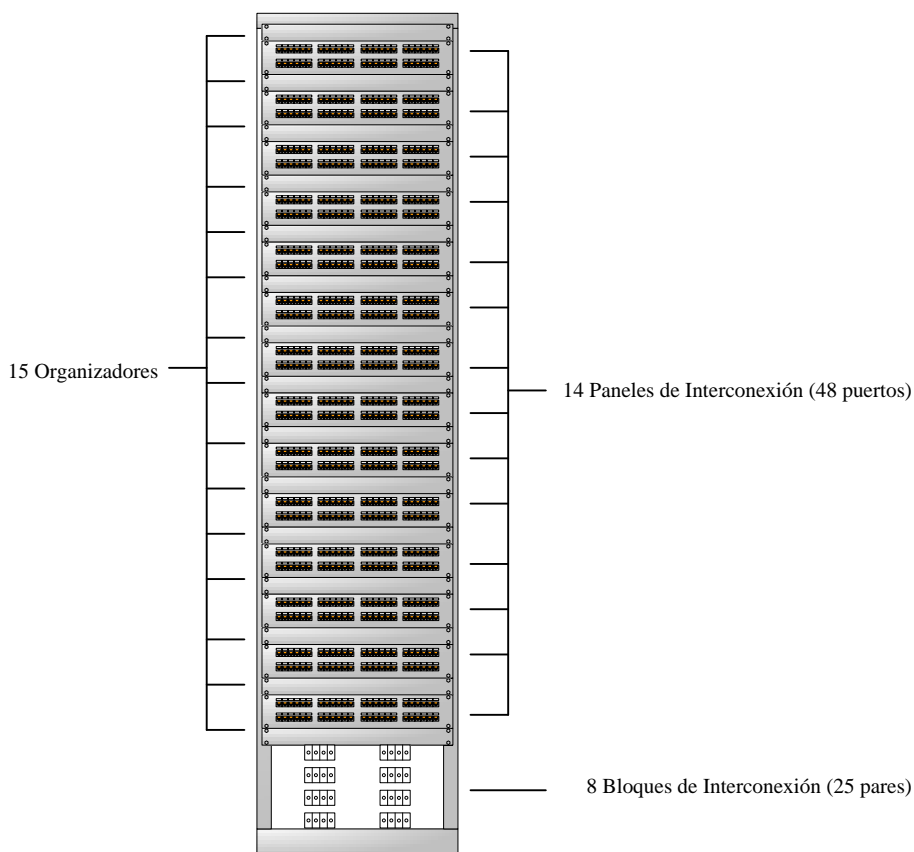 15 Organizadores
14 Paneles de Interconexión (48 puertos)
8 Bloques de Interconexión (25 pares)